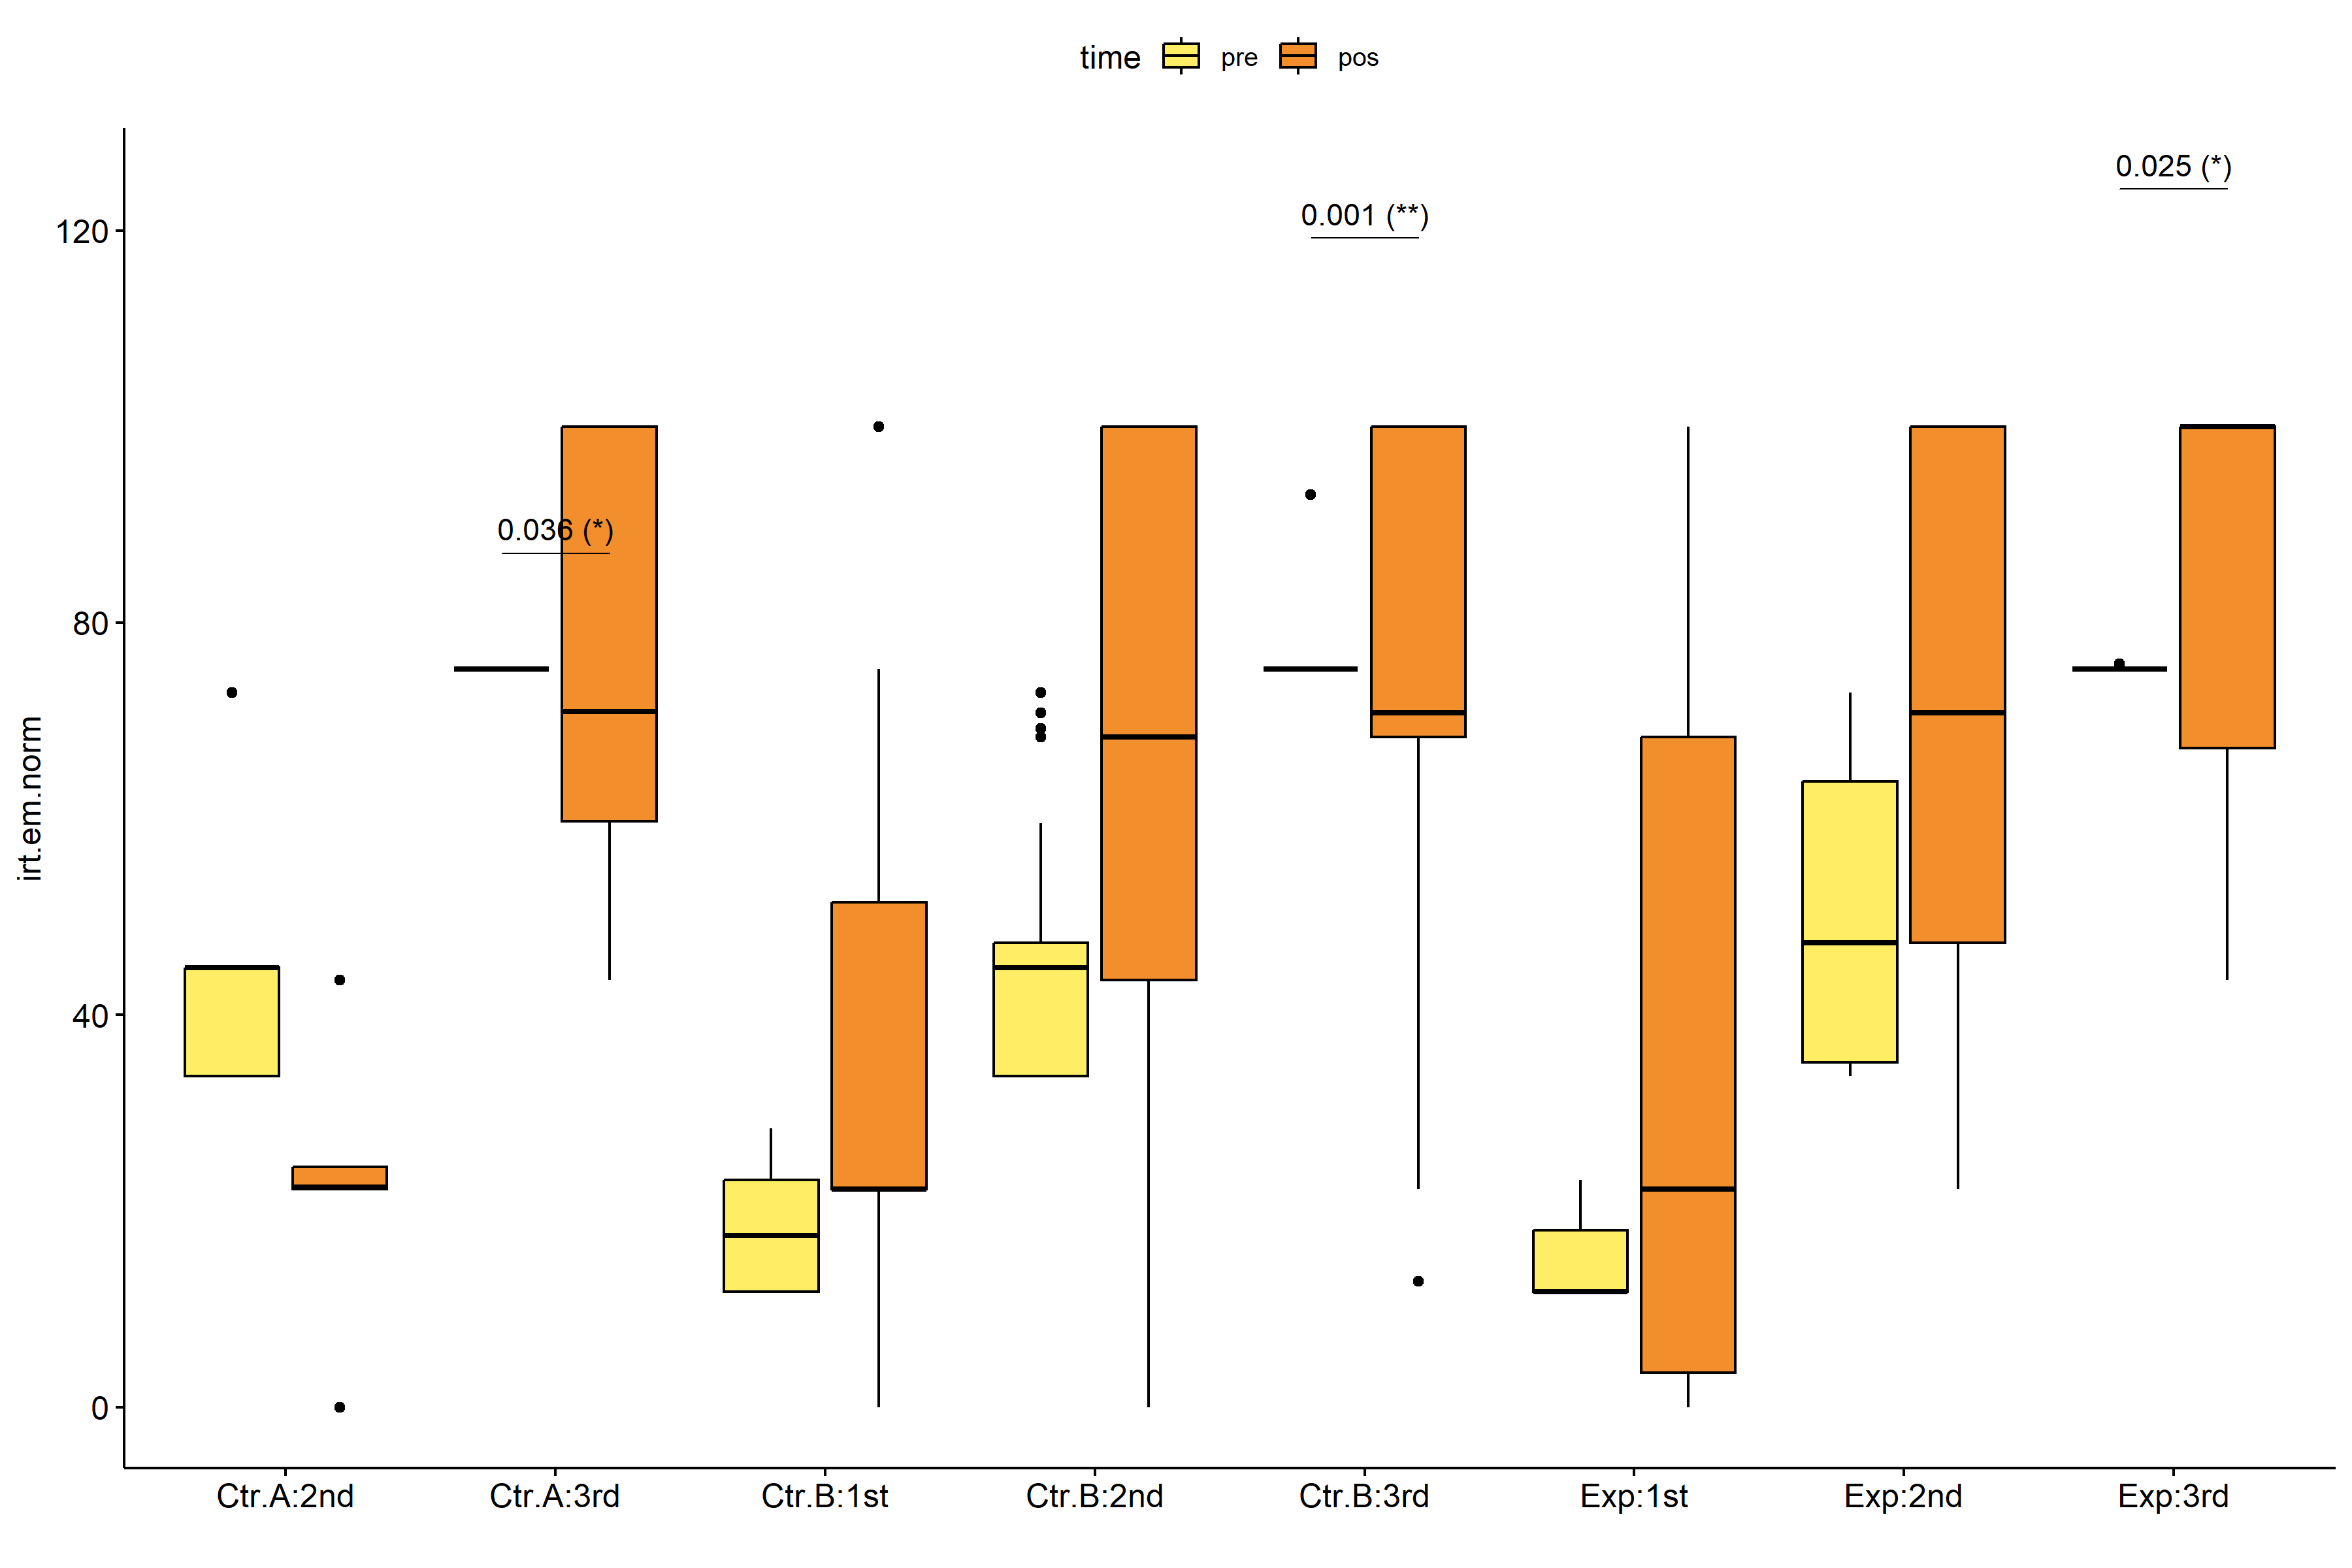 time pre pos
0.025 (*)
0.001 (**)
120
0.036 (*)
80
irt.em.norm
40
0
Ctr.A:2nd Ctr.A:3rd Ctr.B:1st Ctr.B:2nd Ctr.B:3rd Exp:1st Exp:2nd Exp:3rd